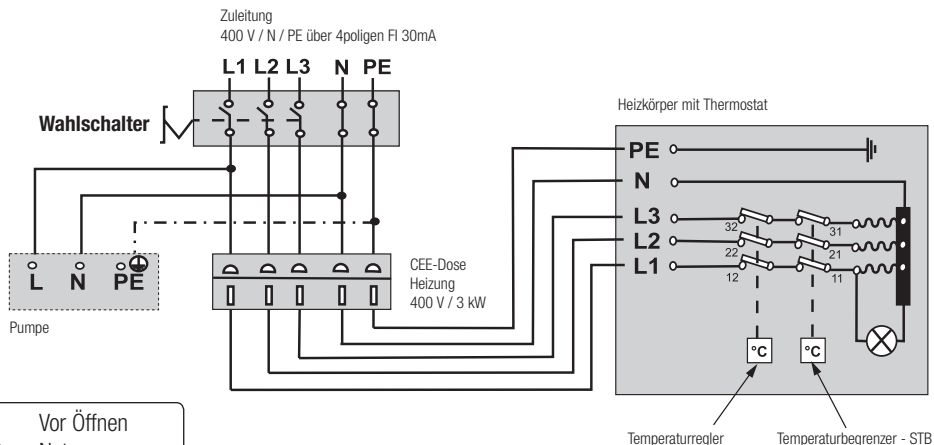 Zuleitung
400 V / N / PE über 4poligen FI 30mA
L1 L2 L3 N PE
Wahlschalter
Heizkörper mit Thermostat
PE
N
L3
32
31
L2
22
21
L1
12
11
L N PE
Pumpe
CEE-Dose
Heizung
400 V / 3 kW
°C °C
Temperaturregler
Temperaturbegrenzer - STB
Vor Öffnen